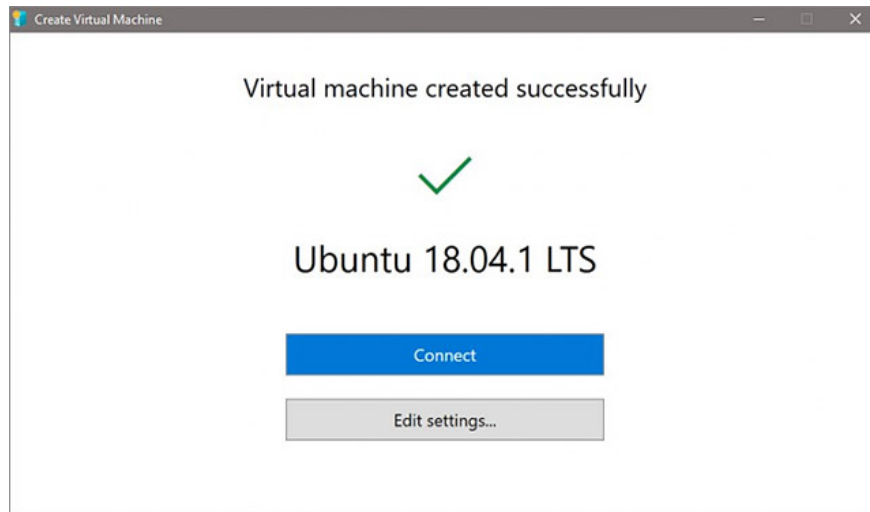 Create Virtual Machine
Virtual machine created successfully
Ubuntu 18.04.1 LTS
Connect
Edit settings...